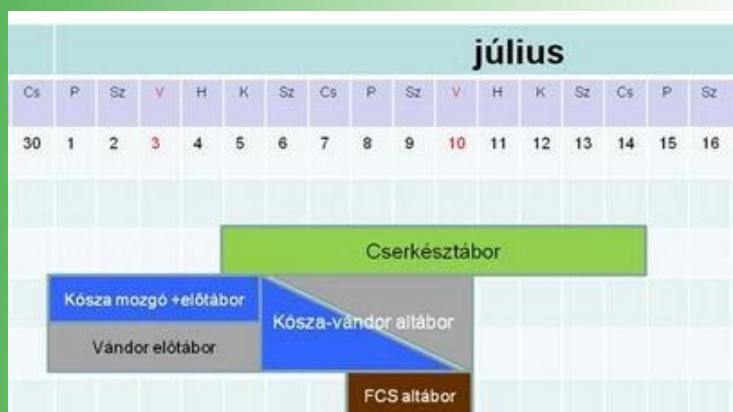 július
Cs P Sz V H K Sz Cs P Sz V H K Sz Cs P Sz
30 1 2 3 4 5 6 7 8 9 10 11 12 13 14 15 16
Cserkésztábor
Kósza mozgó +előtábor
Kósza-vándor altábor
Vándor előtábor
FCS altábor